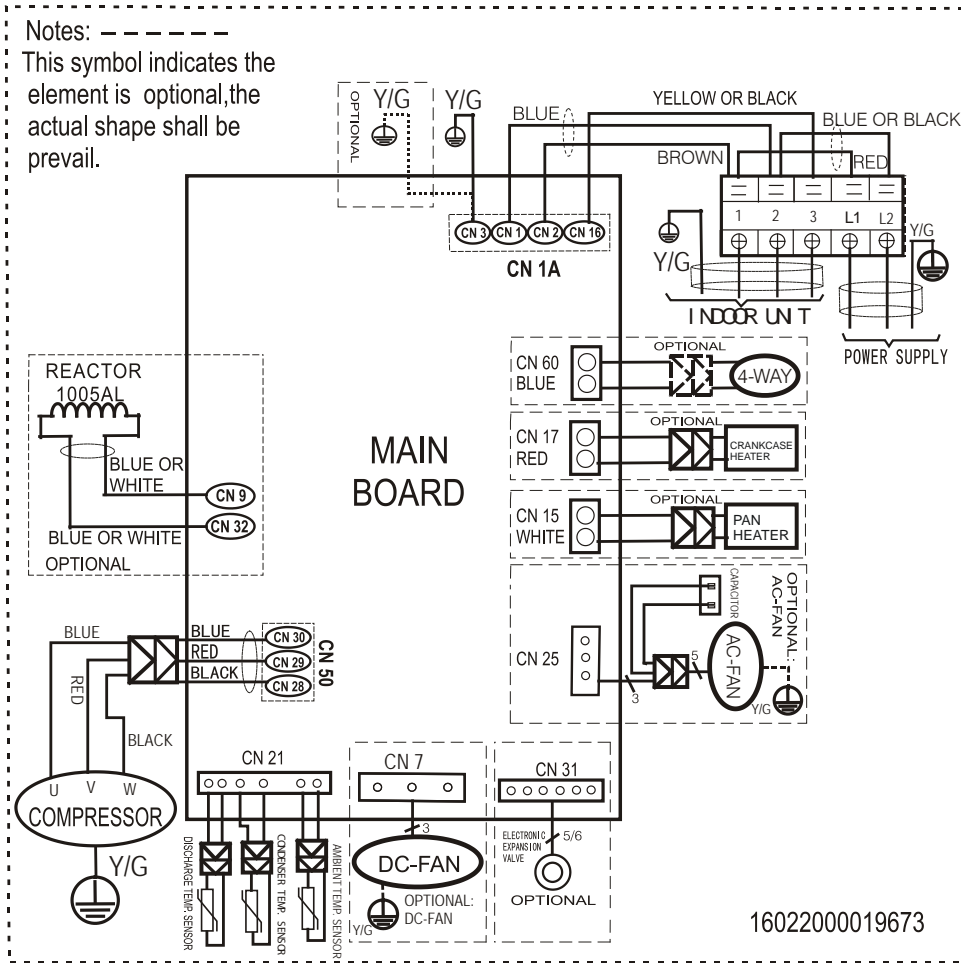 Notes:
This symbol indicates the
element is optional,the
actual shape shall be
prevail.
OPTIONAL
Y/G
Y/G
BLUE
YELLOW OR BLACK
BLUE OR BLACK
BROWN
RED
1 2 3 L1 L2
Y/G
Y/G
INDOOR UNIT
POWER SUPPLY
CN 3 CN 1 CN 2 CN 16
CN 1A
MAIN
BOARD
REACTOR
1005AL
BLUE OR
WHITE
CN 9
CN 32
BLUE OR WHITE
OPTIONAL
CN 60
BLUE
OPTIONAL
4-WAY
CN 17
RED
OPTIONAL
CRANKCASE
HEATER
CN 15
WHITE
OPTIONAL
PAN
HEATER
CN 25
3
5
CAPACITOR
AC-FAN
OPTIONAL:
AC-FAN
Y/G
BLUE
RED
BLACK
BLUE
RED
BLACK
CN 30
CN 29
CN 28
CN 50
U V W
COMPRESSOR
Y/G
CN 21
DISCHARGE TEMP. SENSOR
CONDENSER TEMP. SENSOR
AMBIENT TEMP. SENSOR
CN 7
3
DC-FAN
OPTIONAL:
DC-FAN
Y/G
CN 31
ELECTRONIC
EXPANSION
VALVE
5/6
OPTIONAL
16022000019673